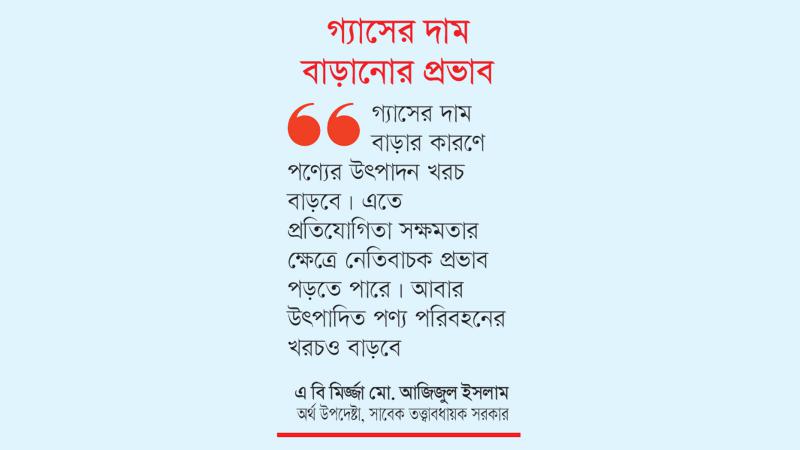 গ্যাসের দাম
বাড়ানোর প্রভাব
গ্যাসের দাম
বাড়ার কারণে
পণ্যের উৎপাদন খরচ
বাড়বে। এতে
প্রতিযোগিতা সক্ষমতার
ক্ষেত্রে নেতিবাচক প্রভাব
পড়তে পারে। আবার
উৎপাদিত পণ্য পরিবহনের
খরচও বাড়বে
এ বি মির্জ্জা মো. আজিজুল ইসলাম
অর্থ উপদেষ্টা, সাবেক তত্ত্বাবধায়ক সরকার